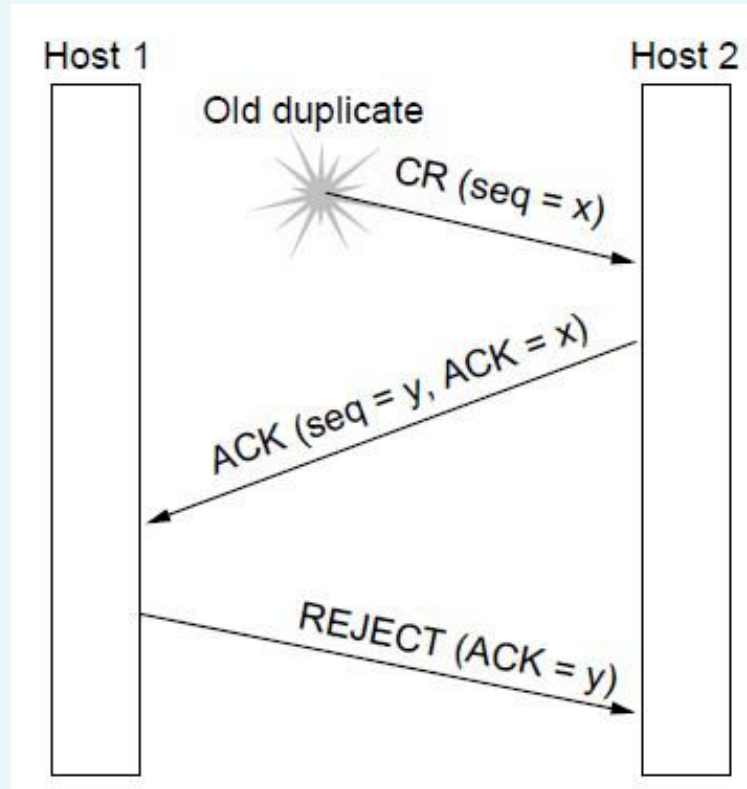 Host 1
Host 2
Old duplicate
CR (seq = x)
ACK (seq = y, ACK = x)
REJECT (ACK = y)